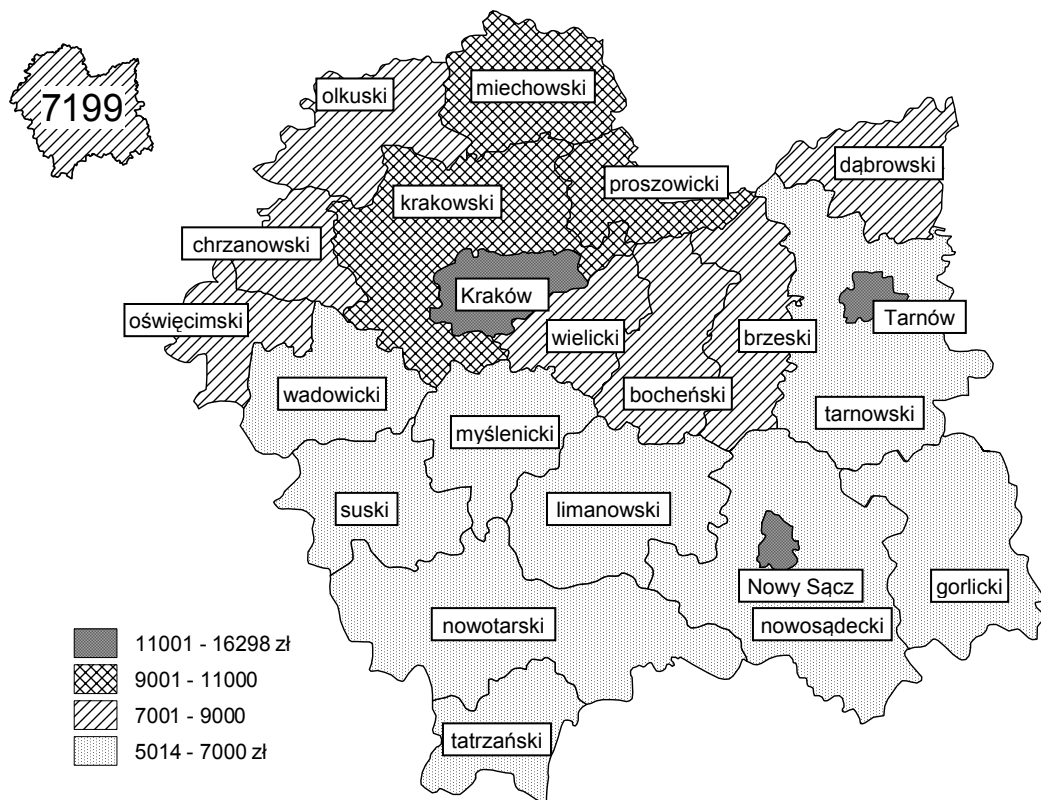 7199
olkuski
miechowski
dąbrowski
proszowicki
krakowski
chrzanowski
Kraków
oświęcimski
Tarnów
wielicki
brzeski
wadowicki
bocheński
tarnowski
myślenicki
suski
limanowski
Nowy Sącz
gorlicki
nowotarski
nowosądecki
tatrzański
11001 - 16298 zł
9001 - 11000
7001 - 9000
5014 - 7000 zł